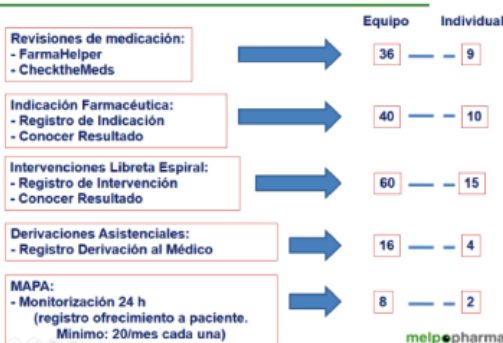 Equipo Individual
Revisiones de medicación:
- FarmaHelper
- ChecktheMeds
36 9
Indicación Farmacéutica:
- Registro de Indicación
- Conocer Resultado
40 10
Intervenciones Libreta Espiral:
- Registro de Intervención
- Conocer Resultado
60 15
Derivaciones Asistenciales:
- Registro Derivación al Médico
16 4
MAPA:
- Monitorización 24 h
(registro ofrecimiento a paciente.
Minimo: 20/mes cada una)
8 2
melpopharma